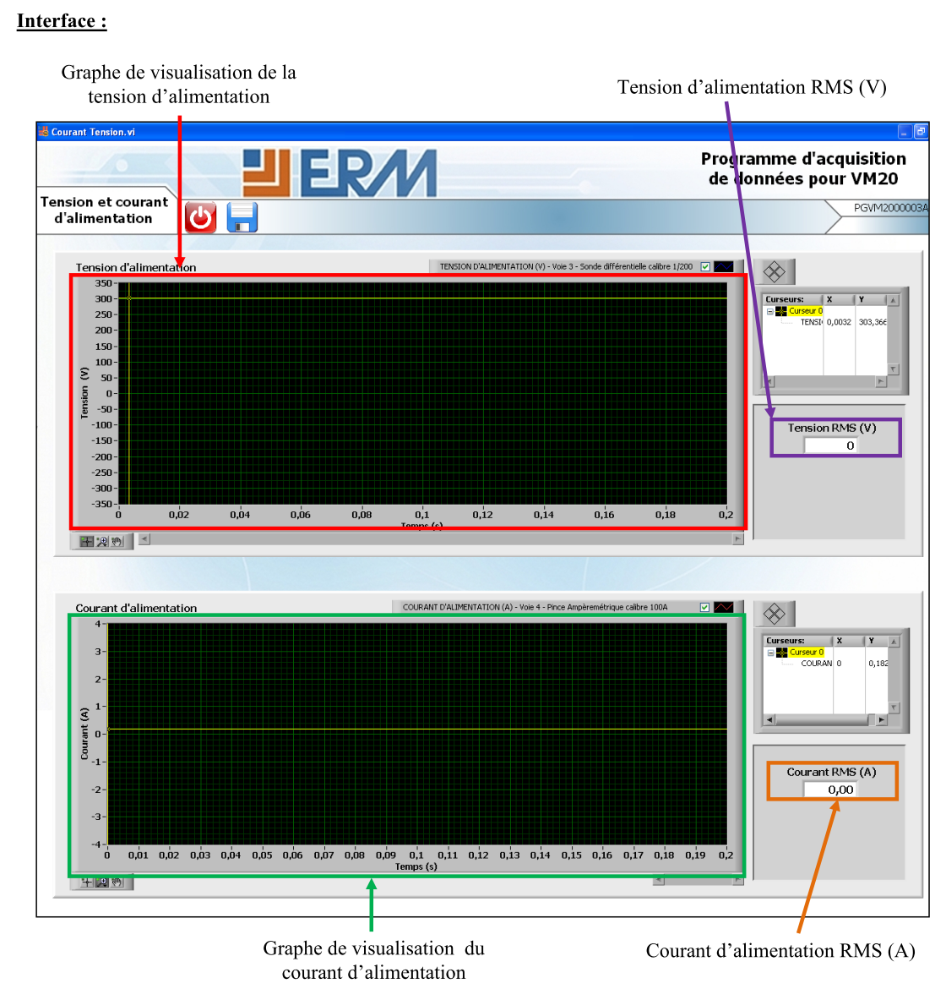 Interface :
Graphe de visualisation de la
tension d’alimentation
Tension d’alimentation RMS (V)
Courant Tension.vi
ERM
Programme d'acquisition
de données pour VM20
Tension et courant
d'alimentation
PGVM2000003A
Tension d'alimentation
TENSION D'ALIMENTATION (V) - Voie 3 - Sonde différentielle calibre 1/200
350
300
250
200
150
100
50
0
-50
-100
-150
-200
-250
-300
-350
Tension (V)
0 0,02 0,04 0,06 0,08 0,1 0,12 0,14 0,16 0,18 0,2
Temps (s)
Curseurs: X Y
Curseur 0
TENSI 0,0032 303,366
Tension RMS (V)
0
Courant d'alimentation
COURANT D'ALIMENTATION (A) - Voie 4 - Pince Ampèremétrique calibre 100A
4
3
2
1
0
-1
-2
-3
-4
Courant (A)
0 0,01 0,02 0,03 0,04 0,05 0,06 0,07 0,08 0,09 0,1 0,11 0,12 0,13 0,14 0,15 0,16 0,17 0,18 0,19 0,2
Temps (s)
Curseurs: X Y
Curseur 0
COURAN 0 0,182
Courant RMS (A)
0,00
Graphe de visualisation du
courant d’alimentation
Courant d’alimentation RMS (A)